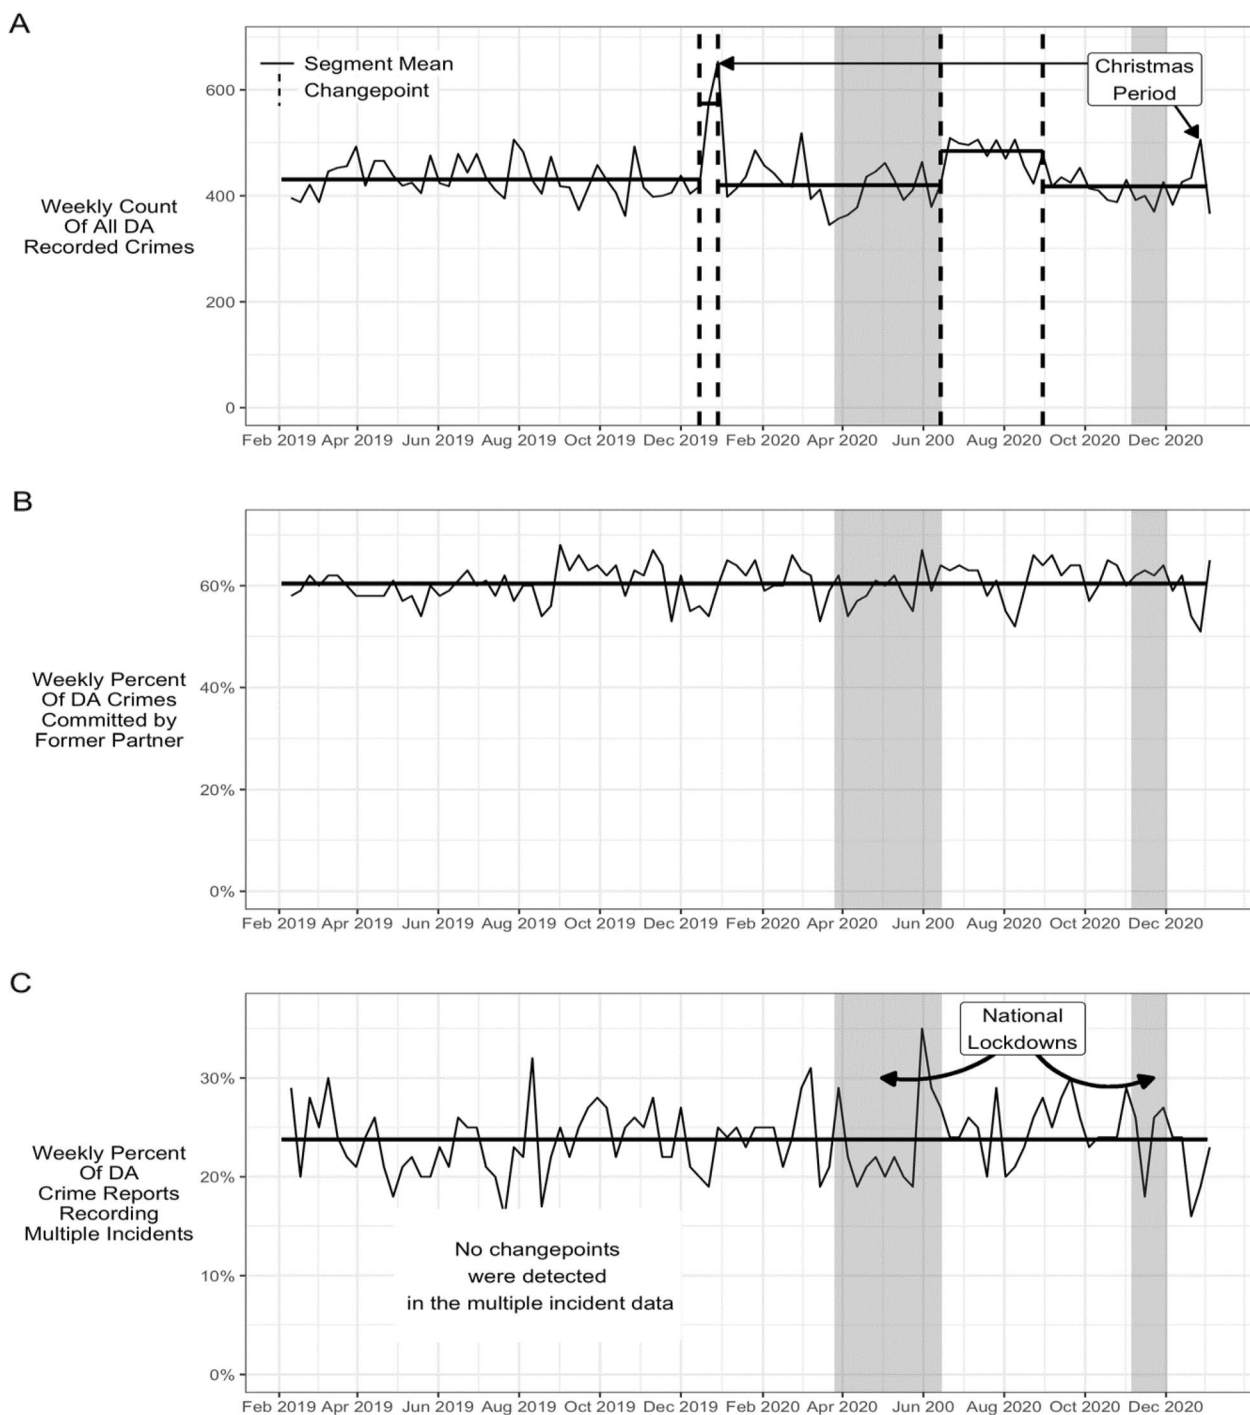 A
Segment Mean
Changepoint
Christmas
Period
Weekly Count
Of All DA
Recorded Crimes
600
400
200
0
Feb 2019 Apr 2019 Jun 2019 Aug 2019 Oct 2019 Dec 2019 Feb 2020 Apr 2020 Jun 200 Aug 2020 Oct 2020 Dec 2020
B
Weekly Percent
Of DA Crimes
Committed by
Former Partner
60%
40%
20%
0%
Feb 2019 Apr 2019 Jun 2019 Aug 2019 Oct 2019 Dec 2019 Feb 2020 Apr 2020 Jun 200 Aug 2020 Oct 2020 Dec 2020
C
National
Lockdowns
Weekly Percent
Of DA
Crime Reports
Recording
Multiple Incidents
30%
20%
10%
0%
No changepoints
were detected
in the multiple incident data
Feb 2019 Apr 2019 Jun 2019 Aug 2019 Oct 2019 Dec 2019 Feb 2020 Apr 2020 Jun 200 Aug 2020 Oct 2020 Dec 2020